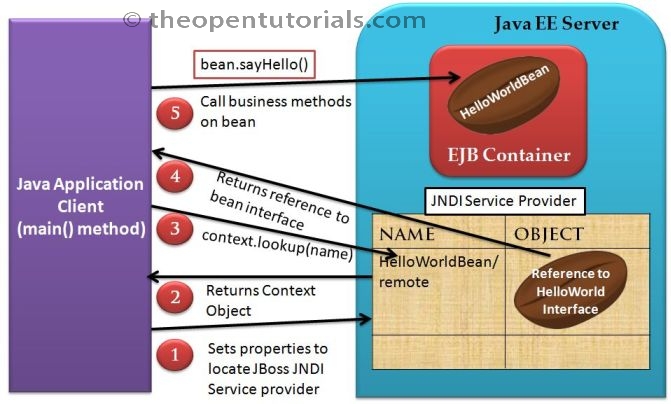 © theopentutorials.com
Java EE Server
bean.sayHello()
5
Call business methods
on bean
HelloWorldBean
EJB Container
Java Application
Client
(main() method)
4
Returns reference to
bean interface
3
context.lookup(name)
JNDI Service Provider
NAME
OBJECT
HelloWorldBean/
remote
Reference to
HelloWorld
Interface
2
Returns Context
Object
1
Sets properties to
locate JBoss JNDI
Service provider